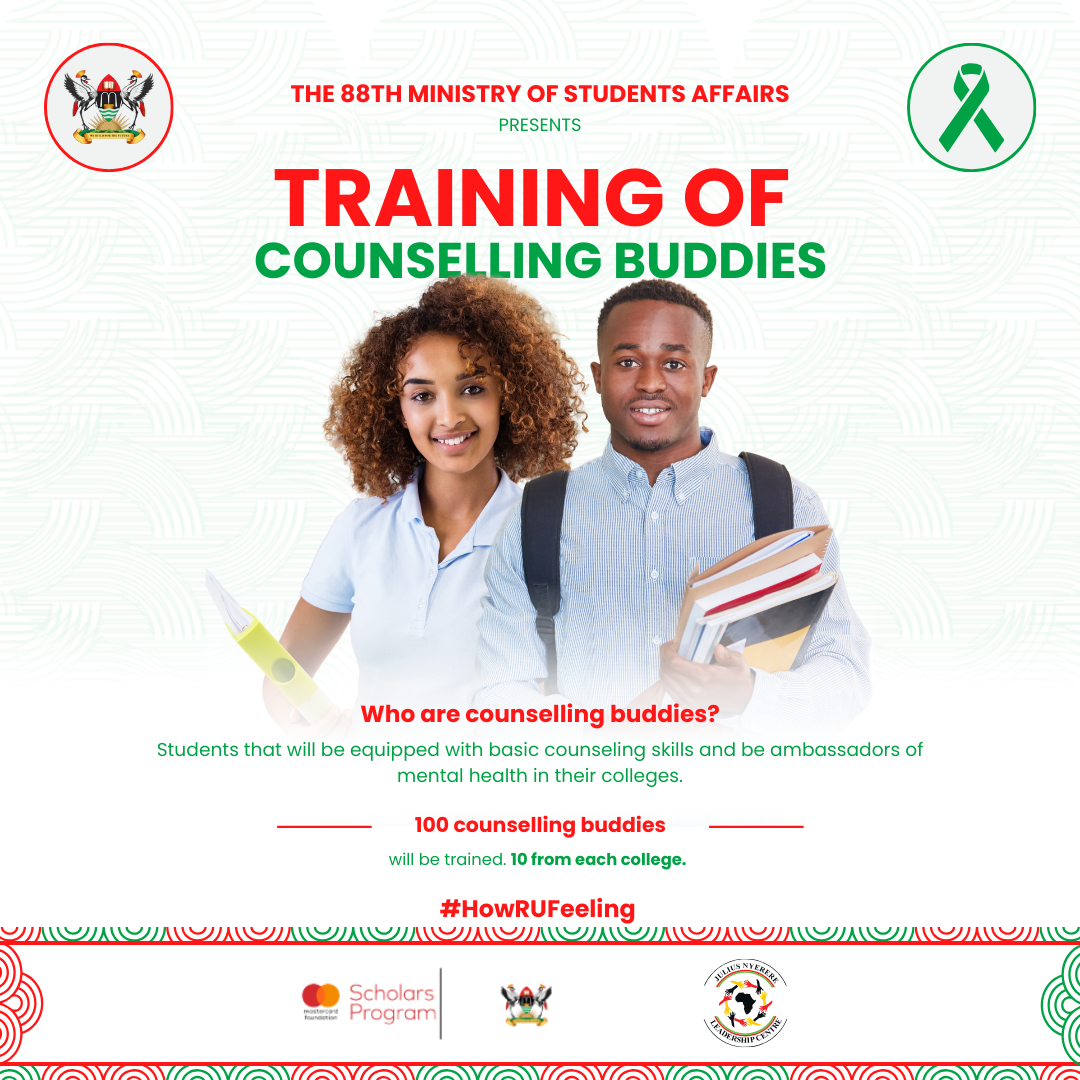 THE 88TH MINISTRY OF STUDENTS AFFAIRS
PRESENTS
TRAINING OF
COUNSELLING BUDDIES
Who are counselling buddies?
Students that will be equipped with basic counseling skills and be ambassadors of
mental health in their colleges.
100 counselling buddies
will be trained. 10 from each college.
#HowRUFeeling
mastercard
foundation
Scholars
Program
JULIUS NYERERE
LEADERSHIP CENTRE